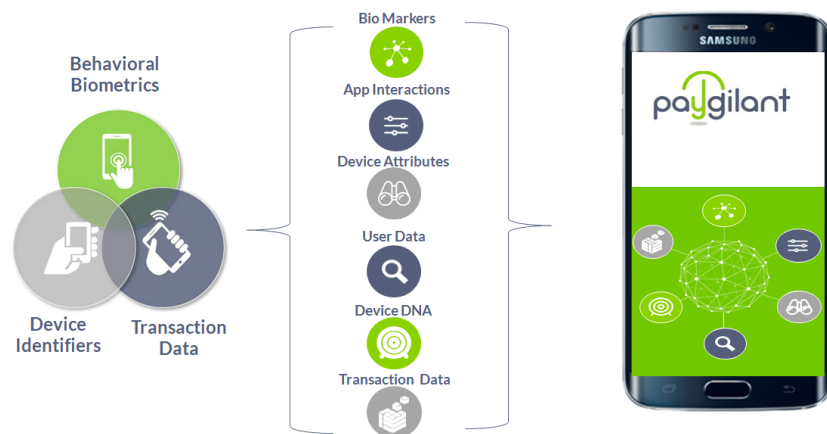 Behavioral
Biometrics
Device
Identifiers
Transaction
Data
Bio Markers
App Interactions
Device Attributes
User Data
Device DNA
Transaction Data
SAMSUNG
paygilant